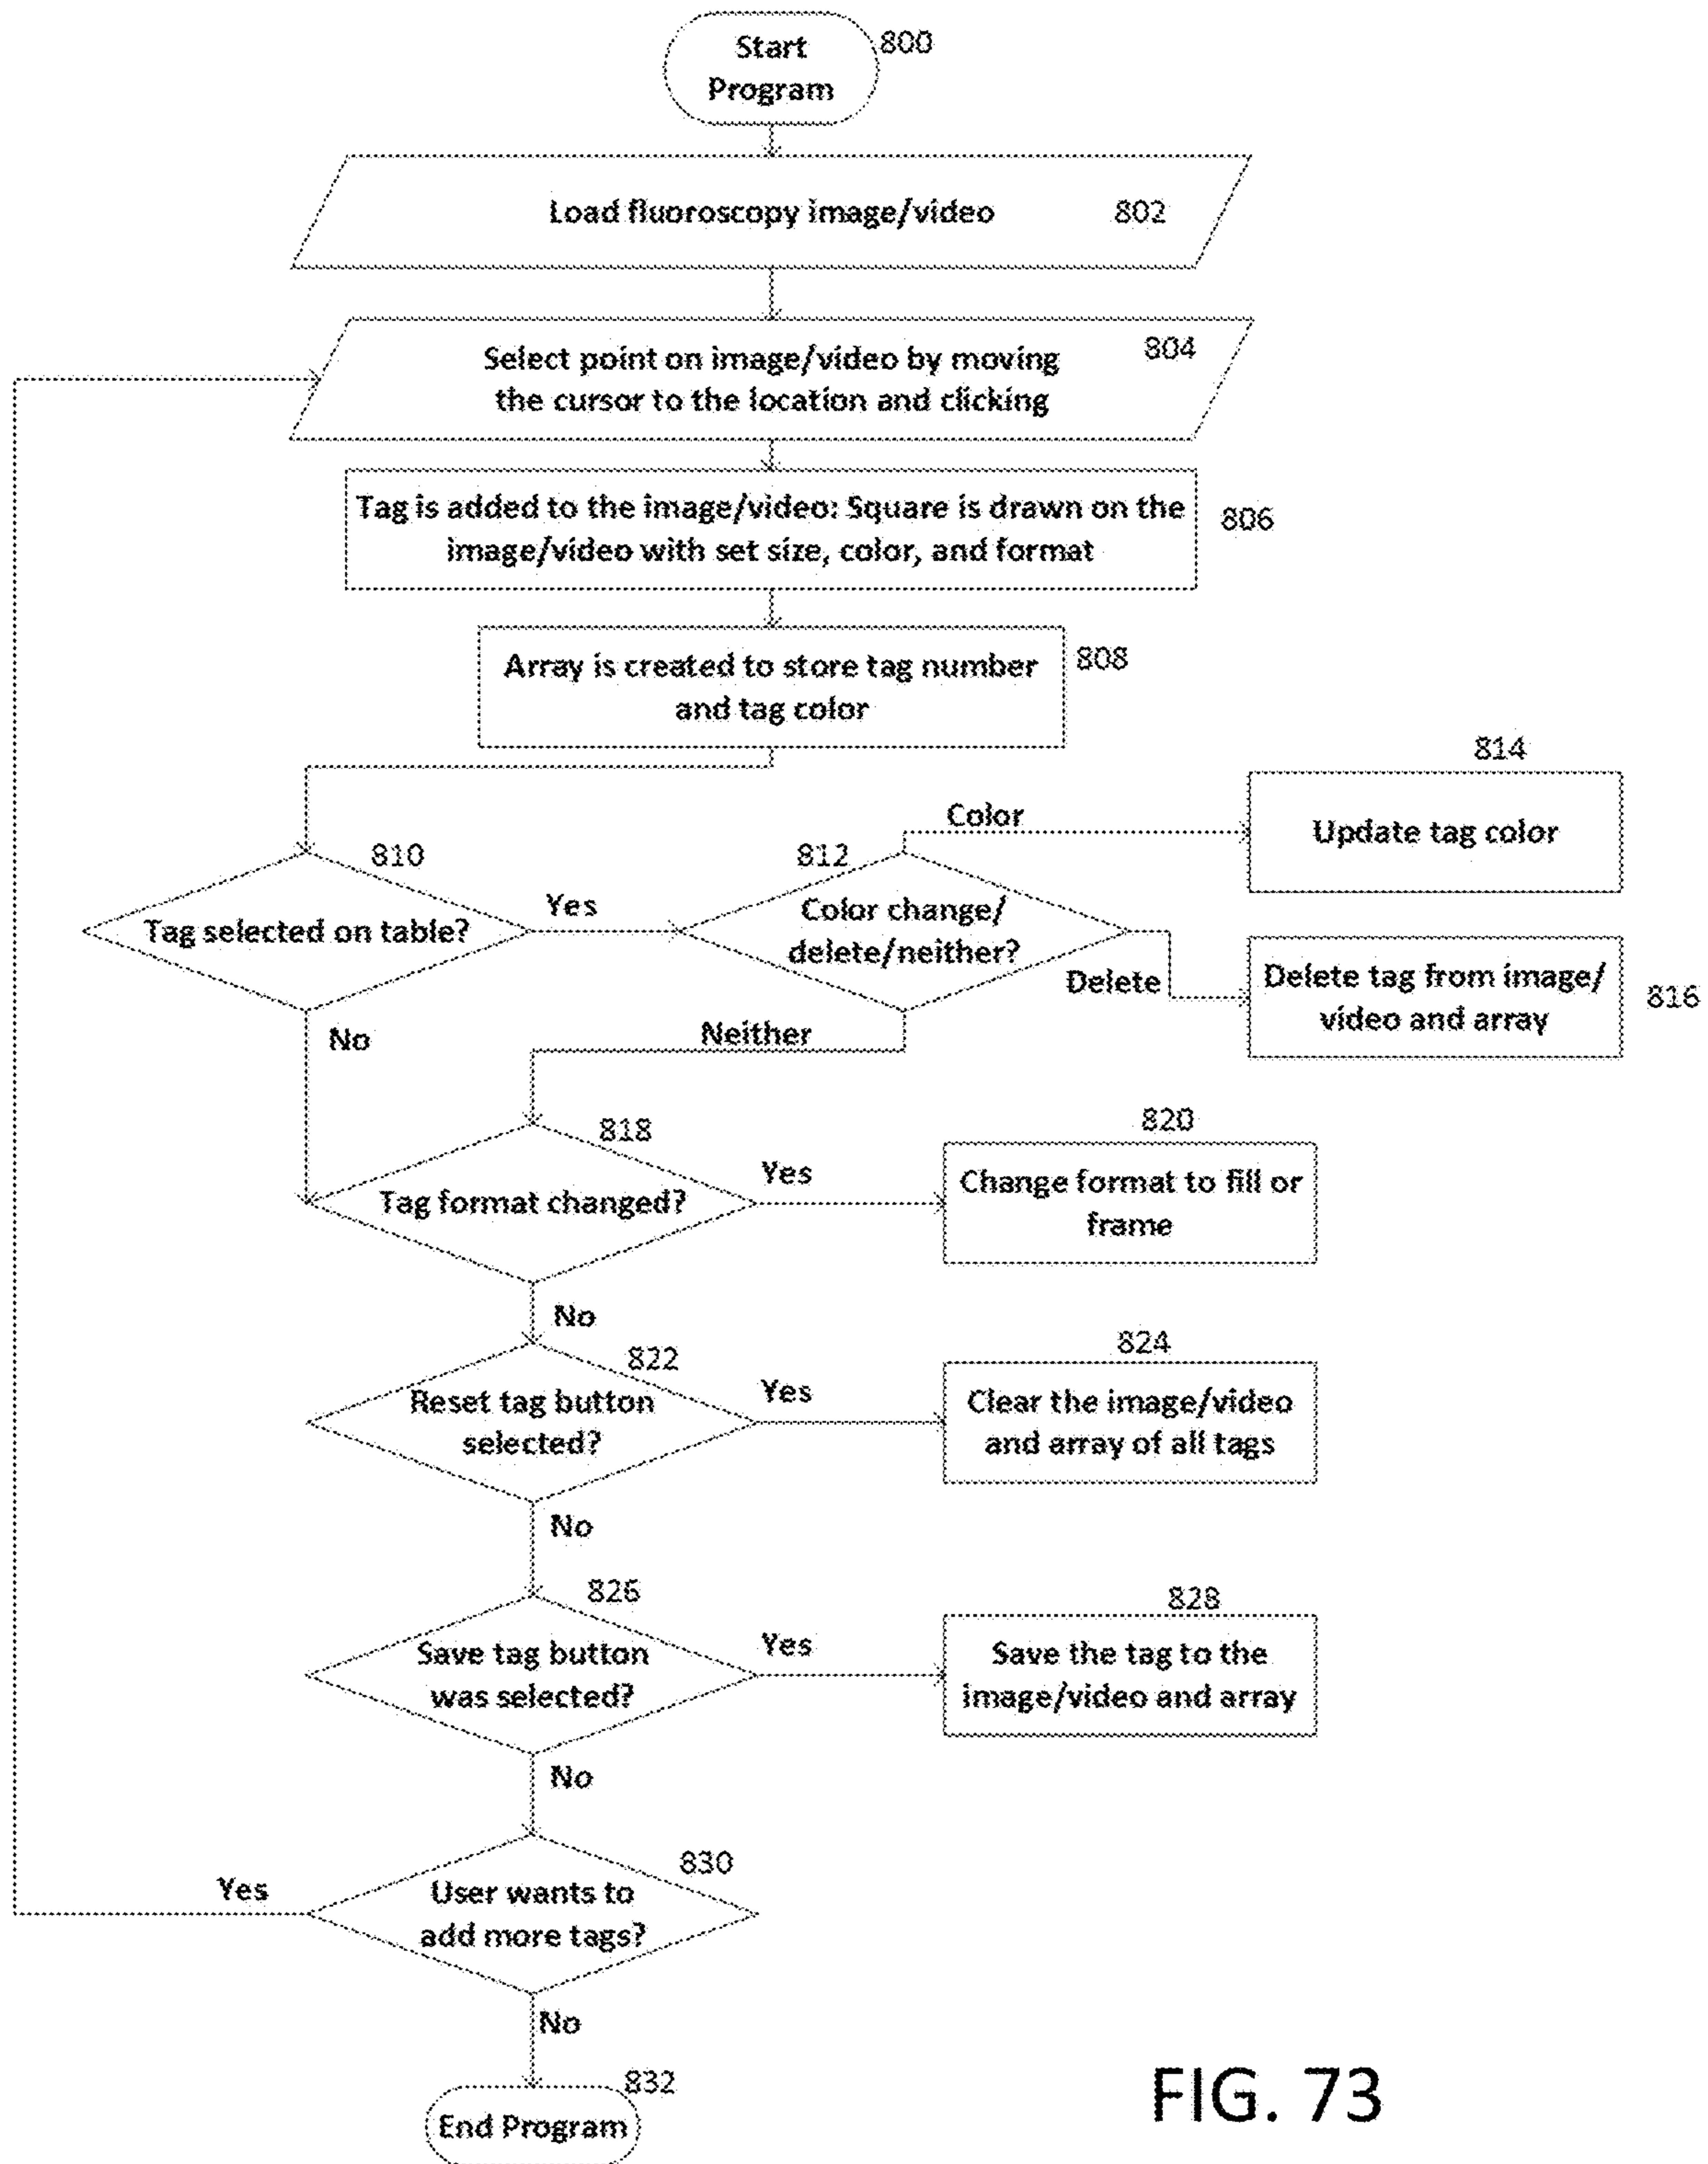 Start
Program
800
Load fluoroscopy image/video
802
Select point on image/video by moving
the cursor to the location and clicking
804
Tag is added to the image/video: Square is drawn on the
image/video with set size, color, and format
806
Array is created to store tag number
and tag color
808
810
Tag selected on table?
Yes
No
812
Color change/
delete/neither?
Color
Delete
Neither
814
Update tag color
Delete tag from image/
video and array
816
818
Tag format changed?
Yes
No
820
Change format to fill or
frame
822
Reset tag button
selected?
Yes
No
824
Clear the image/video
and array of all tags
826
Save tag button
was selected?
Yes
No
828
Save the tag to the
image/video and array
830
User wants to
add more tags?
Yes
No
832
End Program
FIG. 73